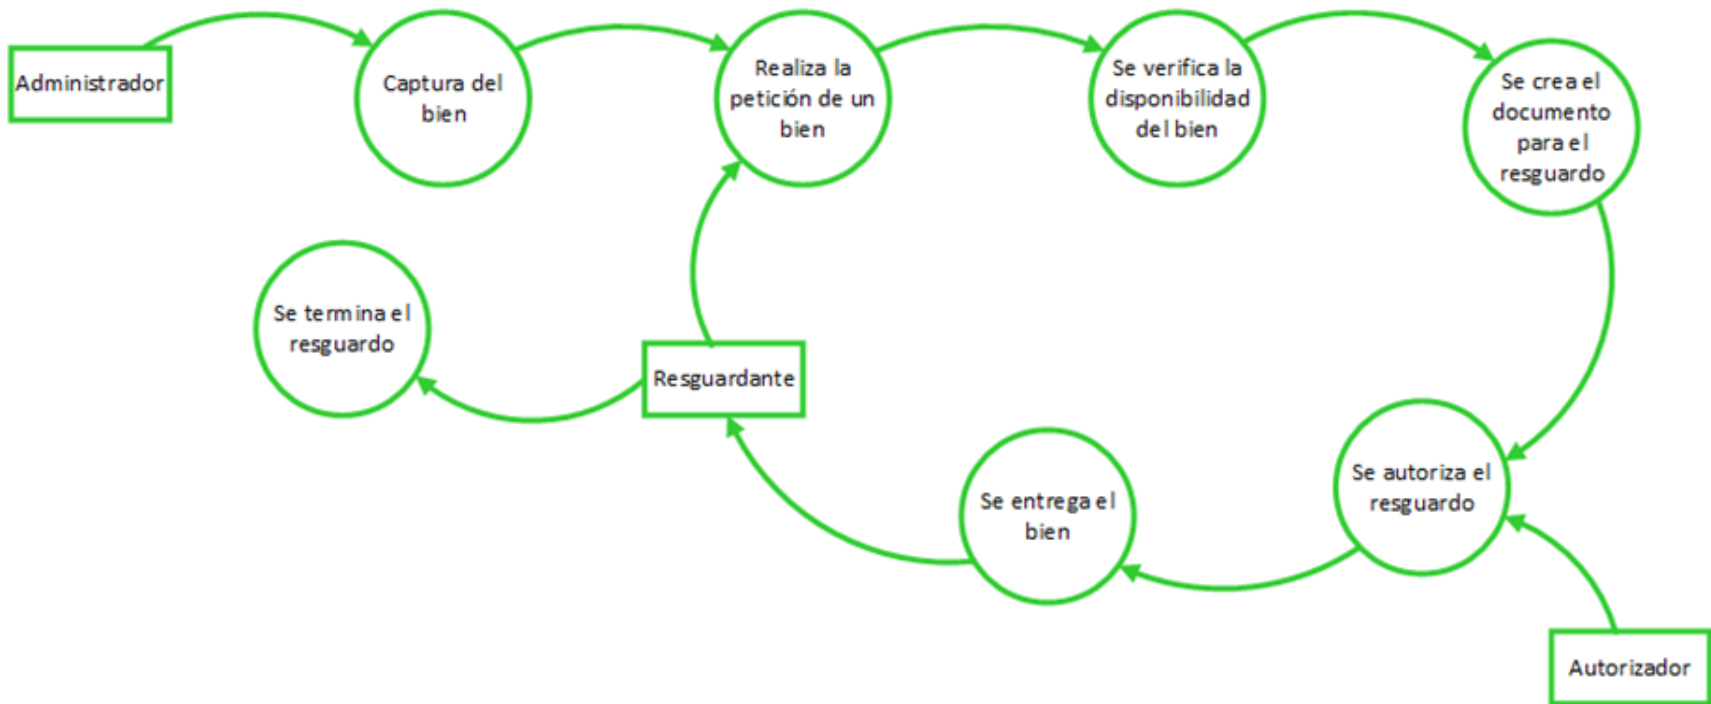 Administrador
Captura del
bien
Realiza la
petición de un
bien
Se verifica la
disponibilidad
del bien
Se crea el
documento
para el
resguardo
Se termina el
resguardo
Resguardante
Se entrega el
bien
Se autoriza el
resguardo
Autorizador